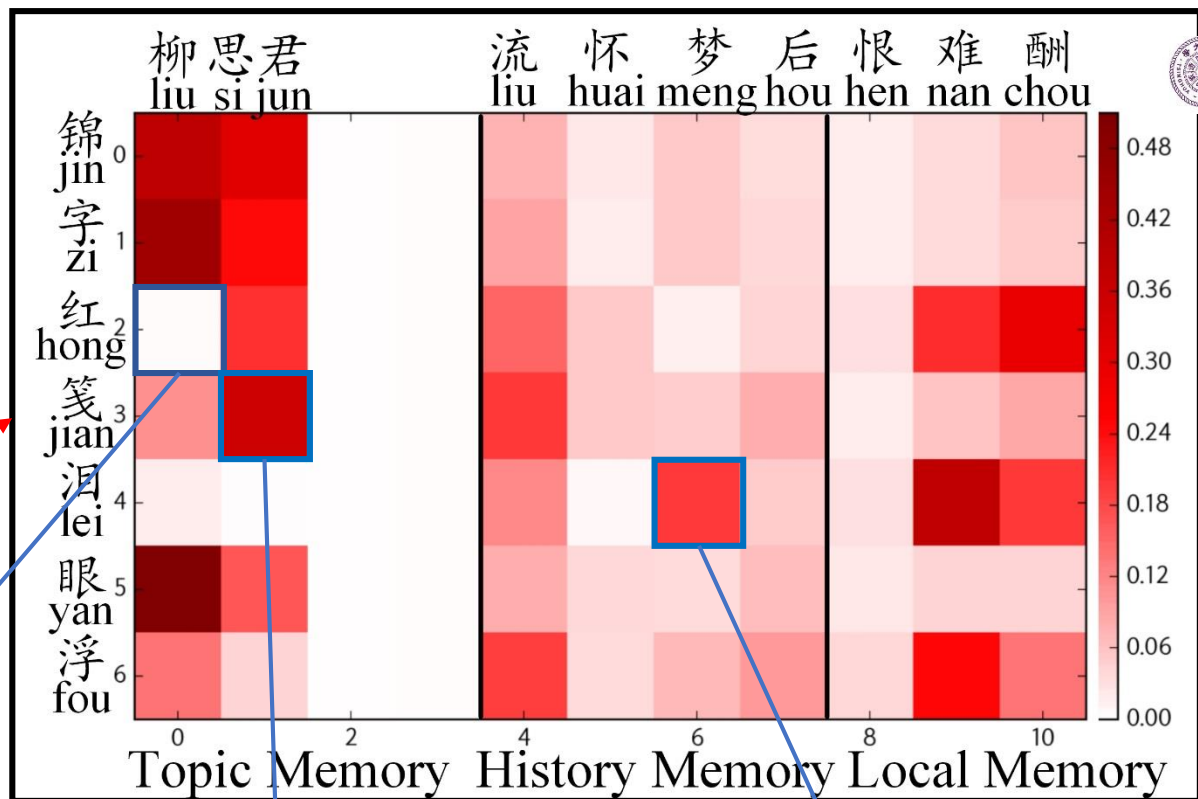 柳 思 君 流 怀 梦 后 恨 难 酬
liu si jun liu huai meng hou hen nan chou
锦
jin 0
字
zi 1
红
hong 2
笺
jian 3
泪
lei 4
眼
yan 5
浮
fou 6
0.48
0.42
0.36
0.30
0.24
0.18
0.12
0.06
0.00
0 2 4 6 8 10
Topic Memory History Memory Local Memory